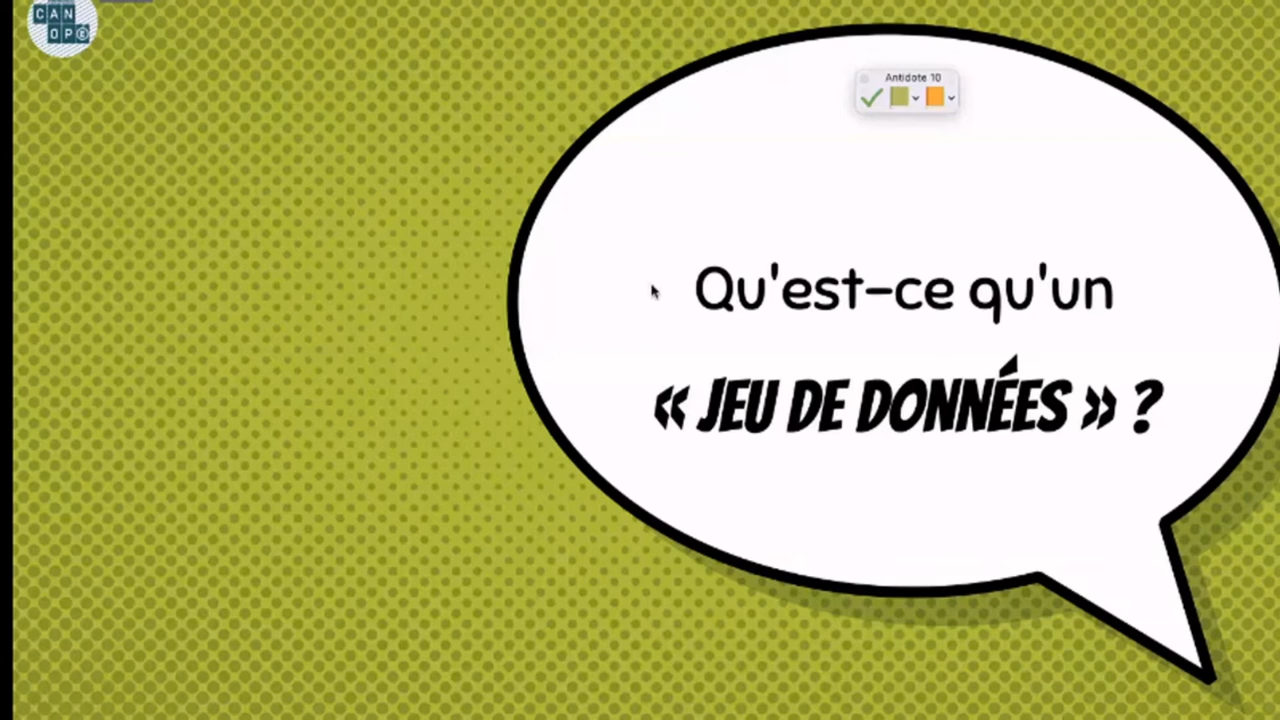 CAN
OPÉ
Antidote 10
Qu'est-ce qu'un
« JEU DE DONNÉES » ?